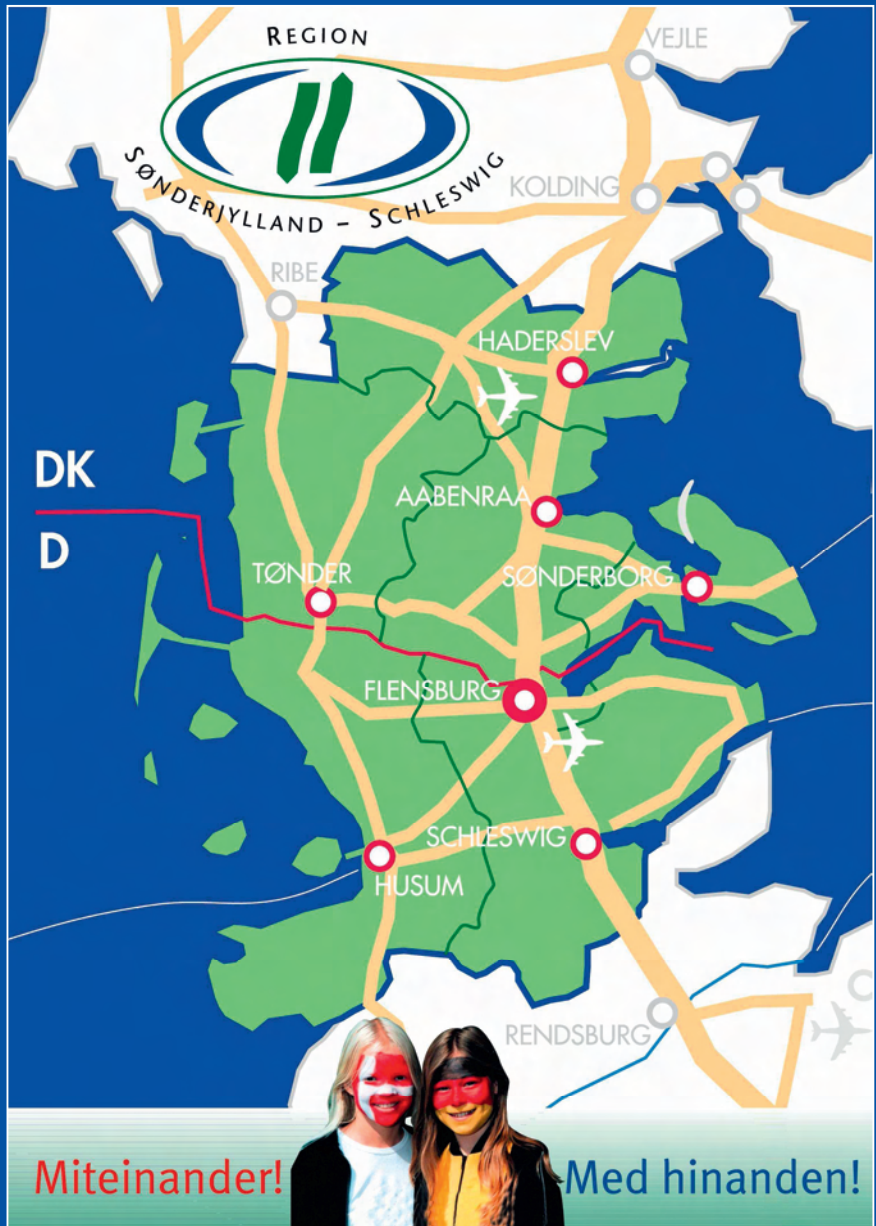 REGION
SØNDERJYLLAND – SCHLESWIG
VEJLE
KOLDING
RIBE
HADERSLEV
DK
D
AABENRAA
TØNDER
SØNDERBORG
FLENSBURG
SCHLESWIG
HUSUM
RENDSBURG
Miteinander!
Med hinanden!